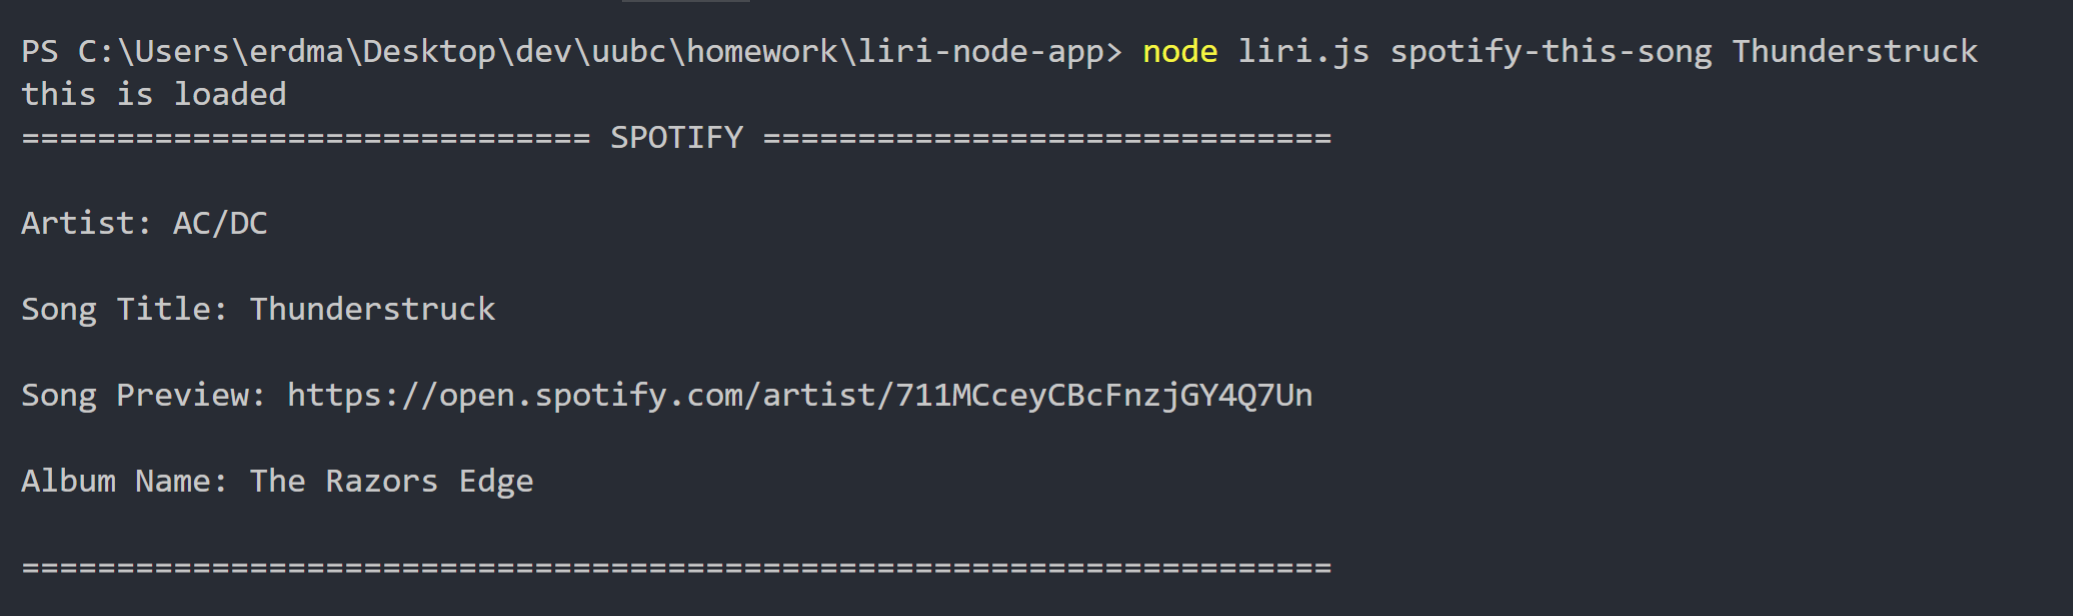 PS C:\Users\erdma\Desktop\dev\uubc\homework\liri-node-app> node liri.js spotify-this-song Thunderstruck
this is loaded
============================== SPOTIFY ==============================
Artist: AC/DC
Song Title: Thunderstruck
Song Preview: https://open.spotify.com/artist/711MCceyCBcFnzjGY4Q7Un
Album Name: The Razors Edge
=====================================================================